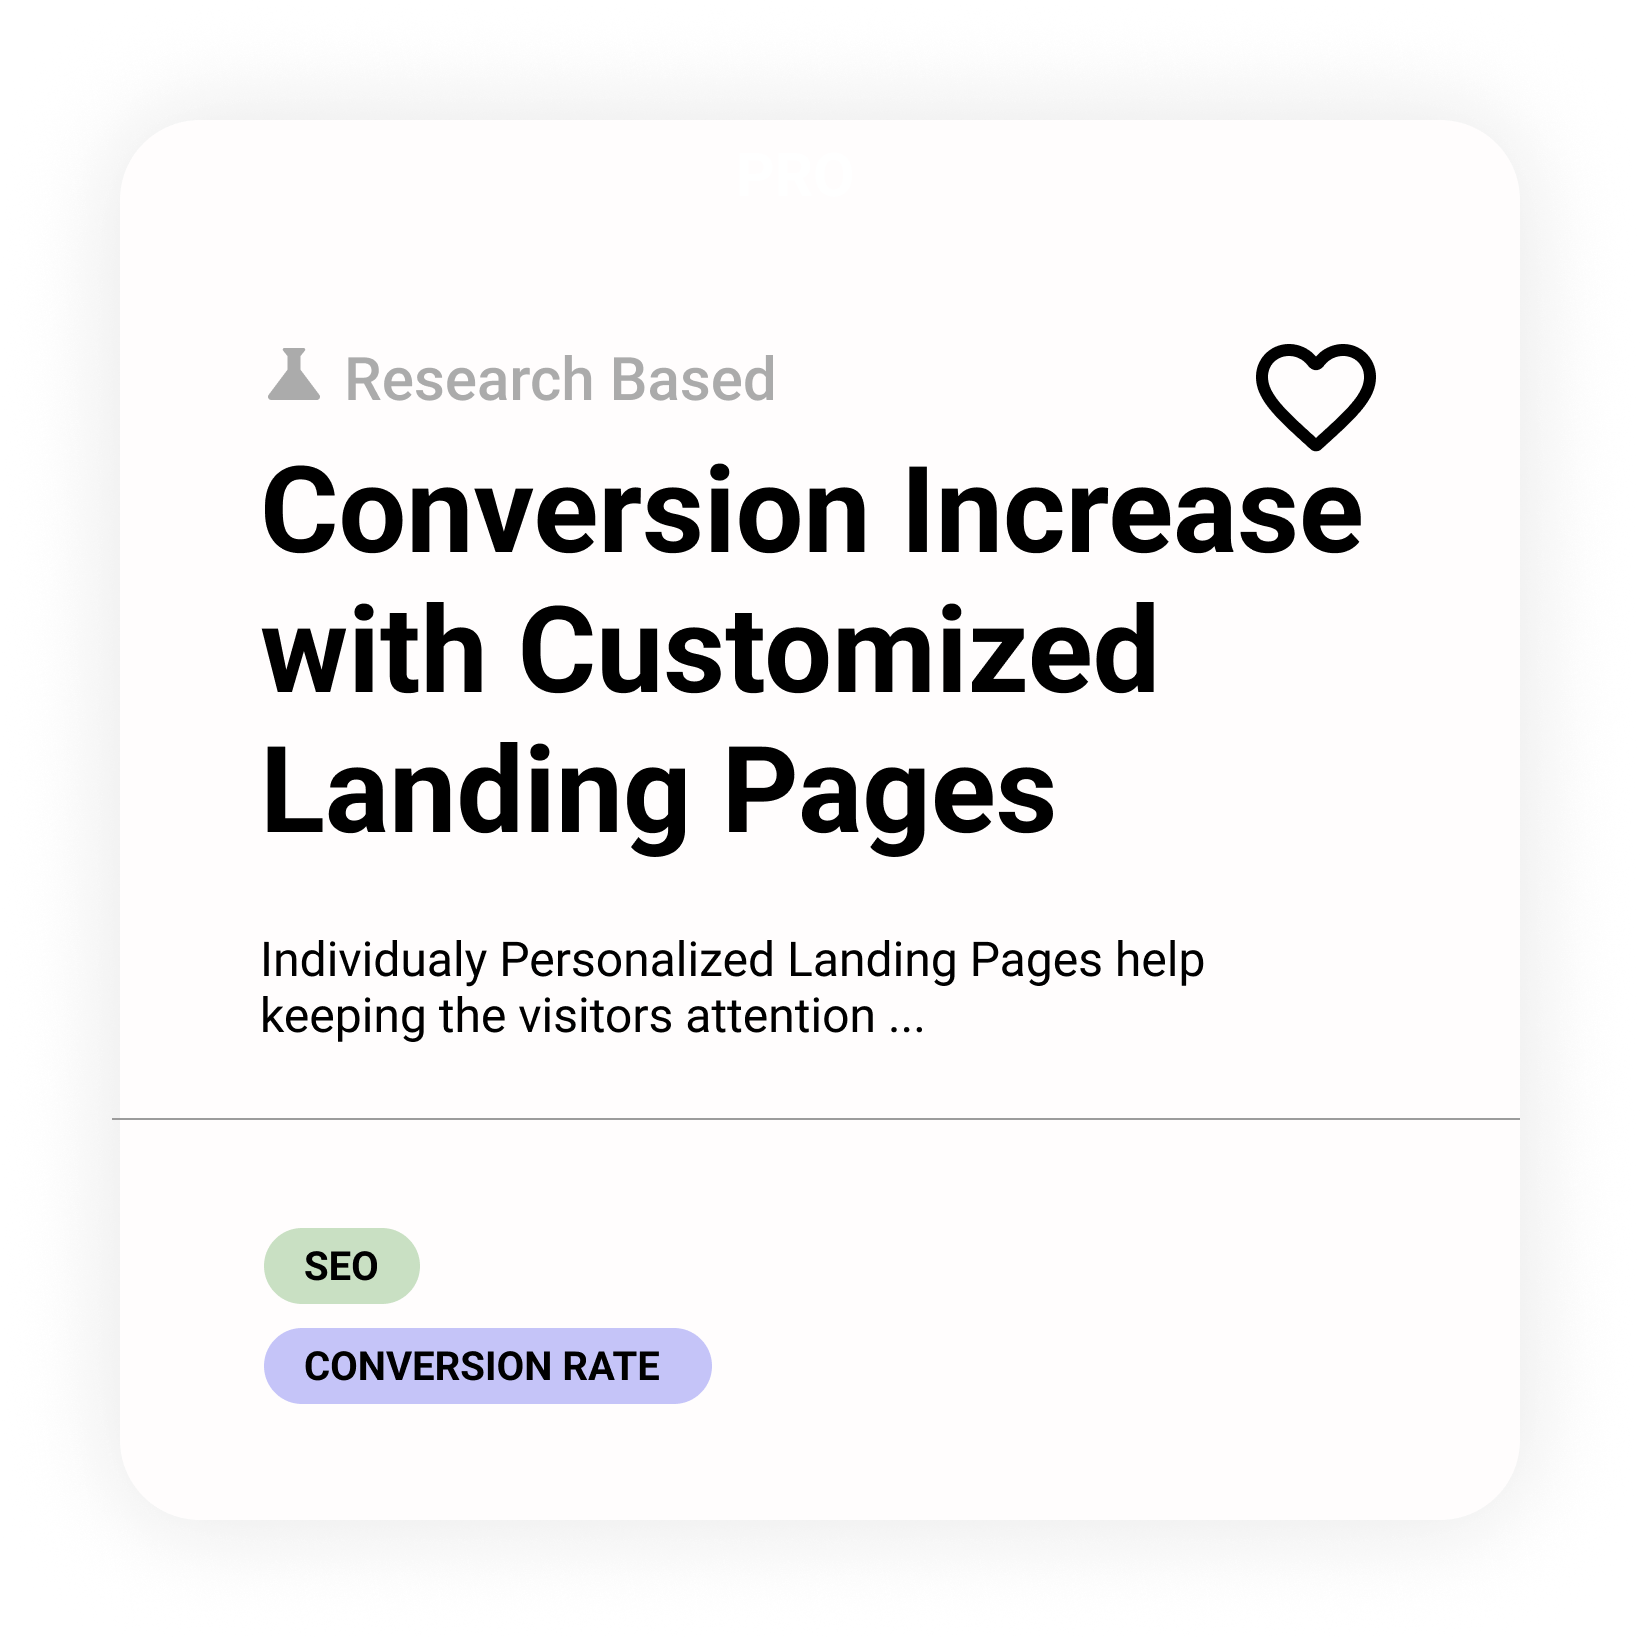 Research Based
Conversion Increase
with Customized
Landing Pages
Individualy Personalized Landing Pages help
keeping the visitors attention ...
SEO
CONVERSION RATE